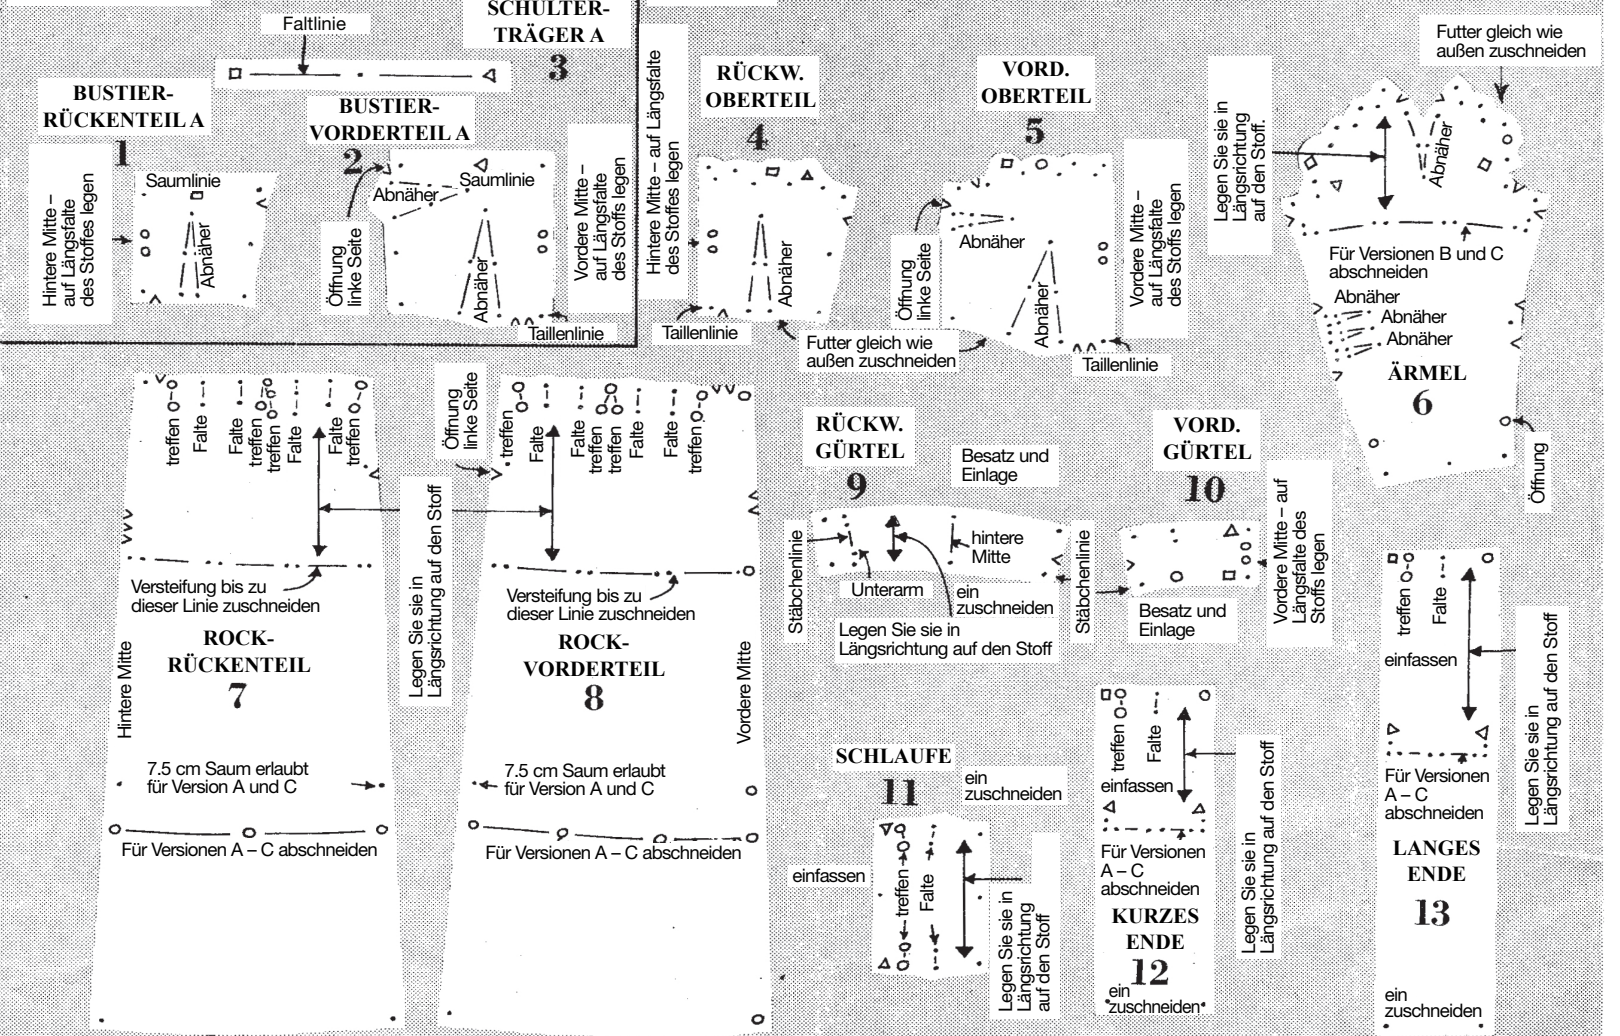 SCHULTER-
TRÄGER A
3
Faltlinie
BUSTIER-
RÜCKENTEIL A
1
Hintere Mitte –
auf Längsfalte
des Stoffes legen
Saumlinie
Abnäher
BUSTIER-
VORDERTEIL A
2
Öffnung
linke Seite
Abnäher
Saumlinie
Abnäher
Vordere Mitte –
auf Längsfalte
des Stoffs legen
Taillenlinie
Hintere Mitte – auf Längsfalte
des Stoffes legen
RÜCKW.
OBERTEIL
4
Abnäher
Taillenlinie
Futter gleich wie
außen zuschneiden
VORD.
OBERTEIL
5
Öffnung
linke Seite
Abnäher
Abnäher
Vordere Mitte –
auf Längsfalte
des Stoffes legen
Taillenlinie
Futter gleich wie
außen zuschneiden
Legen Sie sie in
Längsrichtung
auf den Stoff.
Abnäher
Für Versionen B und C
abschneiden
Abnäher
Abnäher
Abnäher
ÄRMEL
6
Öffnung
treffen
Falte
Falte
treffen
treffen
Falte
Falte
treffen
Versteifung bis zu
dieser Linie zuschneiden
ROCK-
RÜCKENTEIL
7
Hintere Mitte
7.5 cm Saum erlaubt
für Version A und C
Für Versionen A – C abschneiden
Legen Sie sie in
Längsrichtung auf den Stoff
Öffnung
linke Seite
treffen
Falte
Falte
treffen
treffen
Falte
Falte
treffen
Versteifung bis zu
dieser Linie zuschneiden
ROCK-
VORDERTEIL
8
Vordere Mitte
7.5 cm Saum erlaubt
für Version A und C
Für Versionen A – C abschneiden
RÜCKW.
GÜRTEL
9
Besatz und
Einlage
Stäbchenlinie
hintere
Mitte
Unterarm
ein
zuschneiden
Legen Sie sie in
Längsrichtung auf den Stoff
Stäbchenlinie
VORD.
GÜRTEL
10
Besatz und
Einlage
Vordere Mitte – auf
Längsfalte des
Stoffs legen
SCHLAUFE
11
ein
zuschneiden
einfassen
treffen
Falte
Legen Sie sie in
Längsrichtung
auf den Stoff
treffen
Falte
einfassen
Für Versionen
A – C
abschneiden
KURZES
ENDE
12
ein
zuschneiden
Legen Sie sie in
Längsrichtung auf den Stoff
treffen
Falte
einfassen
Für Versionen
A – C
abschneiden
LANGES
ENDE
13
ein
zuschneiden
Legen Sie sie in
Längsrichtung auf den Stoff